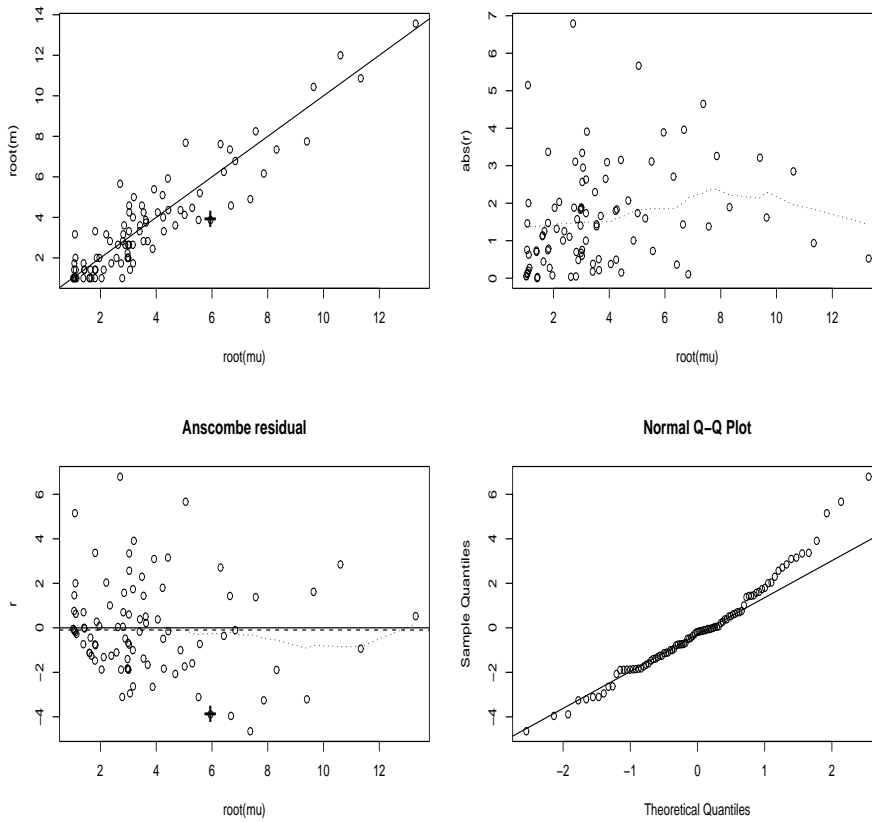 root(m)
14
12
10
8
6
4
2
2 4 6 8 10 12
root(mu)
abs(r)
7
6
5
4
3
2
1
0
2 4 6 8 10 12
root(mu)
Anscombe residual
r
6
4
2
0
−2
−4
2 4 6 8 10 12
root(mu)
Normal Q−Q Plot
Sample Quantiles
6
4
2
0
−2
−4
−2 −1 0 1 2
Theoretical Quantiles